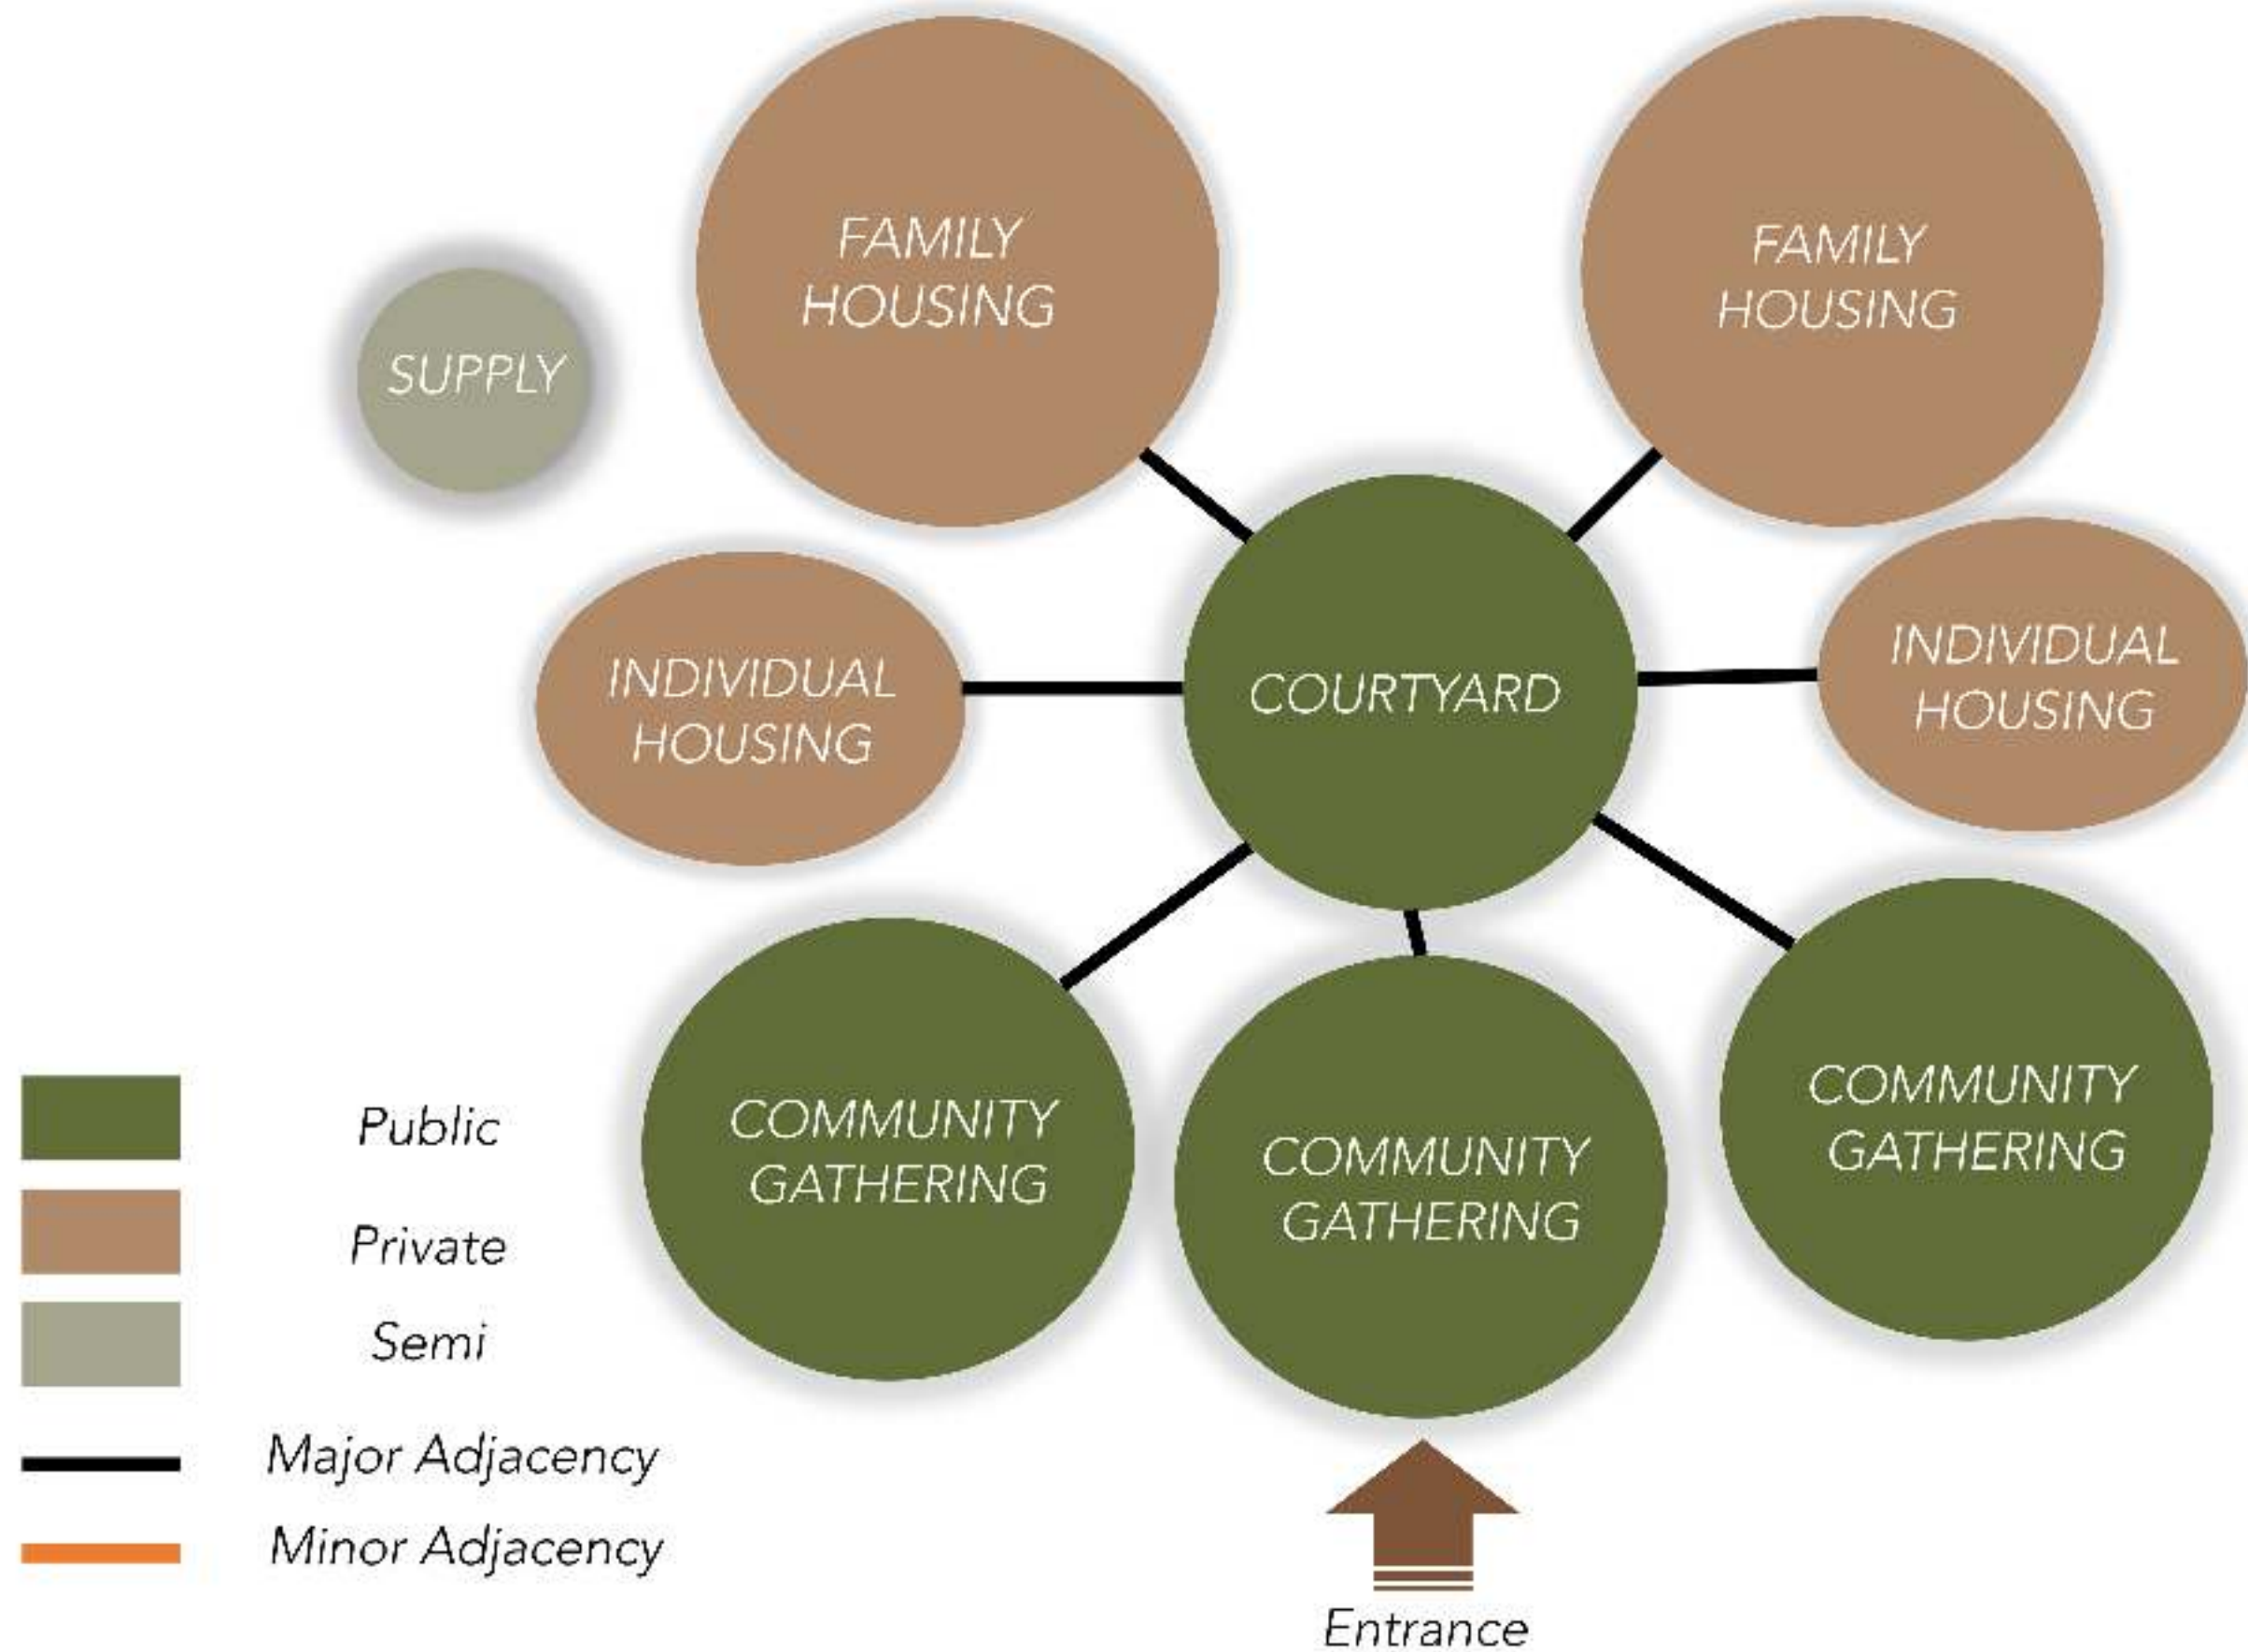 FAMILY
HOUSING
FAMILY
HOUSING
SUPPLY
INDIVIDUAL
HOUSING
COURTYARD
INDIVIDUAL
HOUSING
COMMUNITY
GATHERING
COMMUNITY
GATHERING
COMMUNITY
GATHERING
Public
Private
Semi
Major Adjacency
Minor Adjacency
Entrance